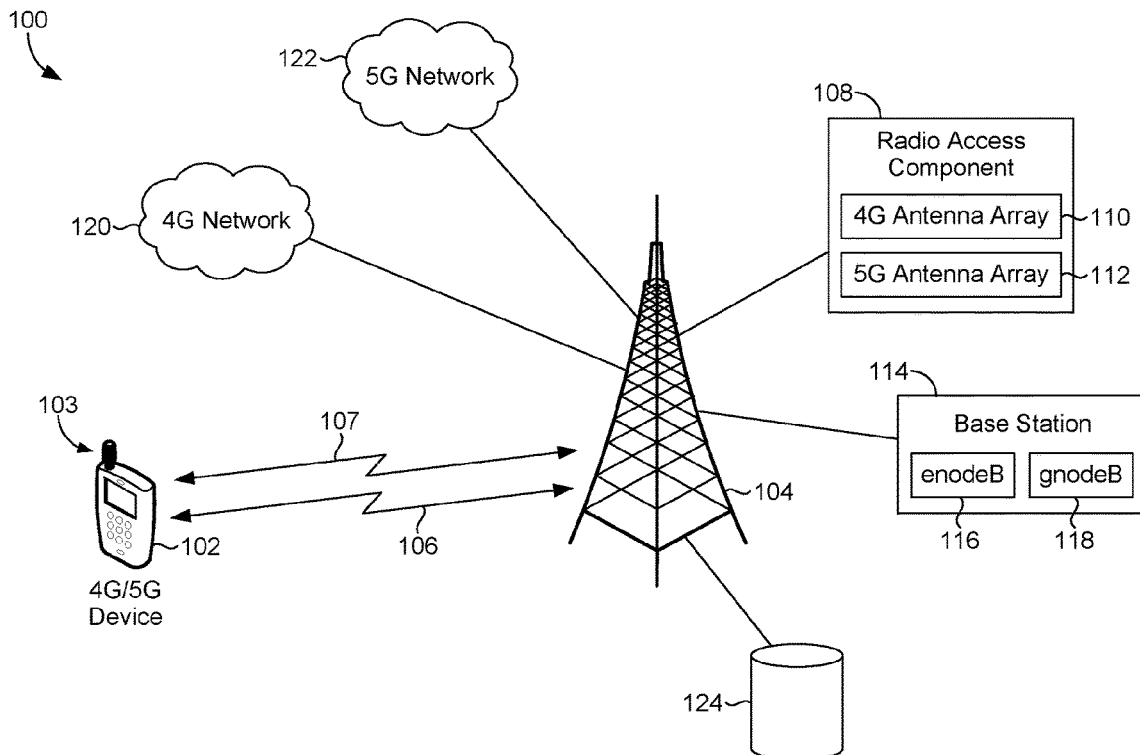 100
122
5G Network
108
Radio Access
Component
4G Antenna Array
110
5G Antenna Array
112
120
4G Network
114
Base Station
enodeB
gnodeB
116
118
103
107
104
102
106
4G/5G
Device
124